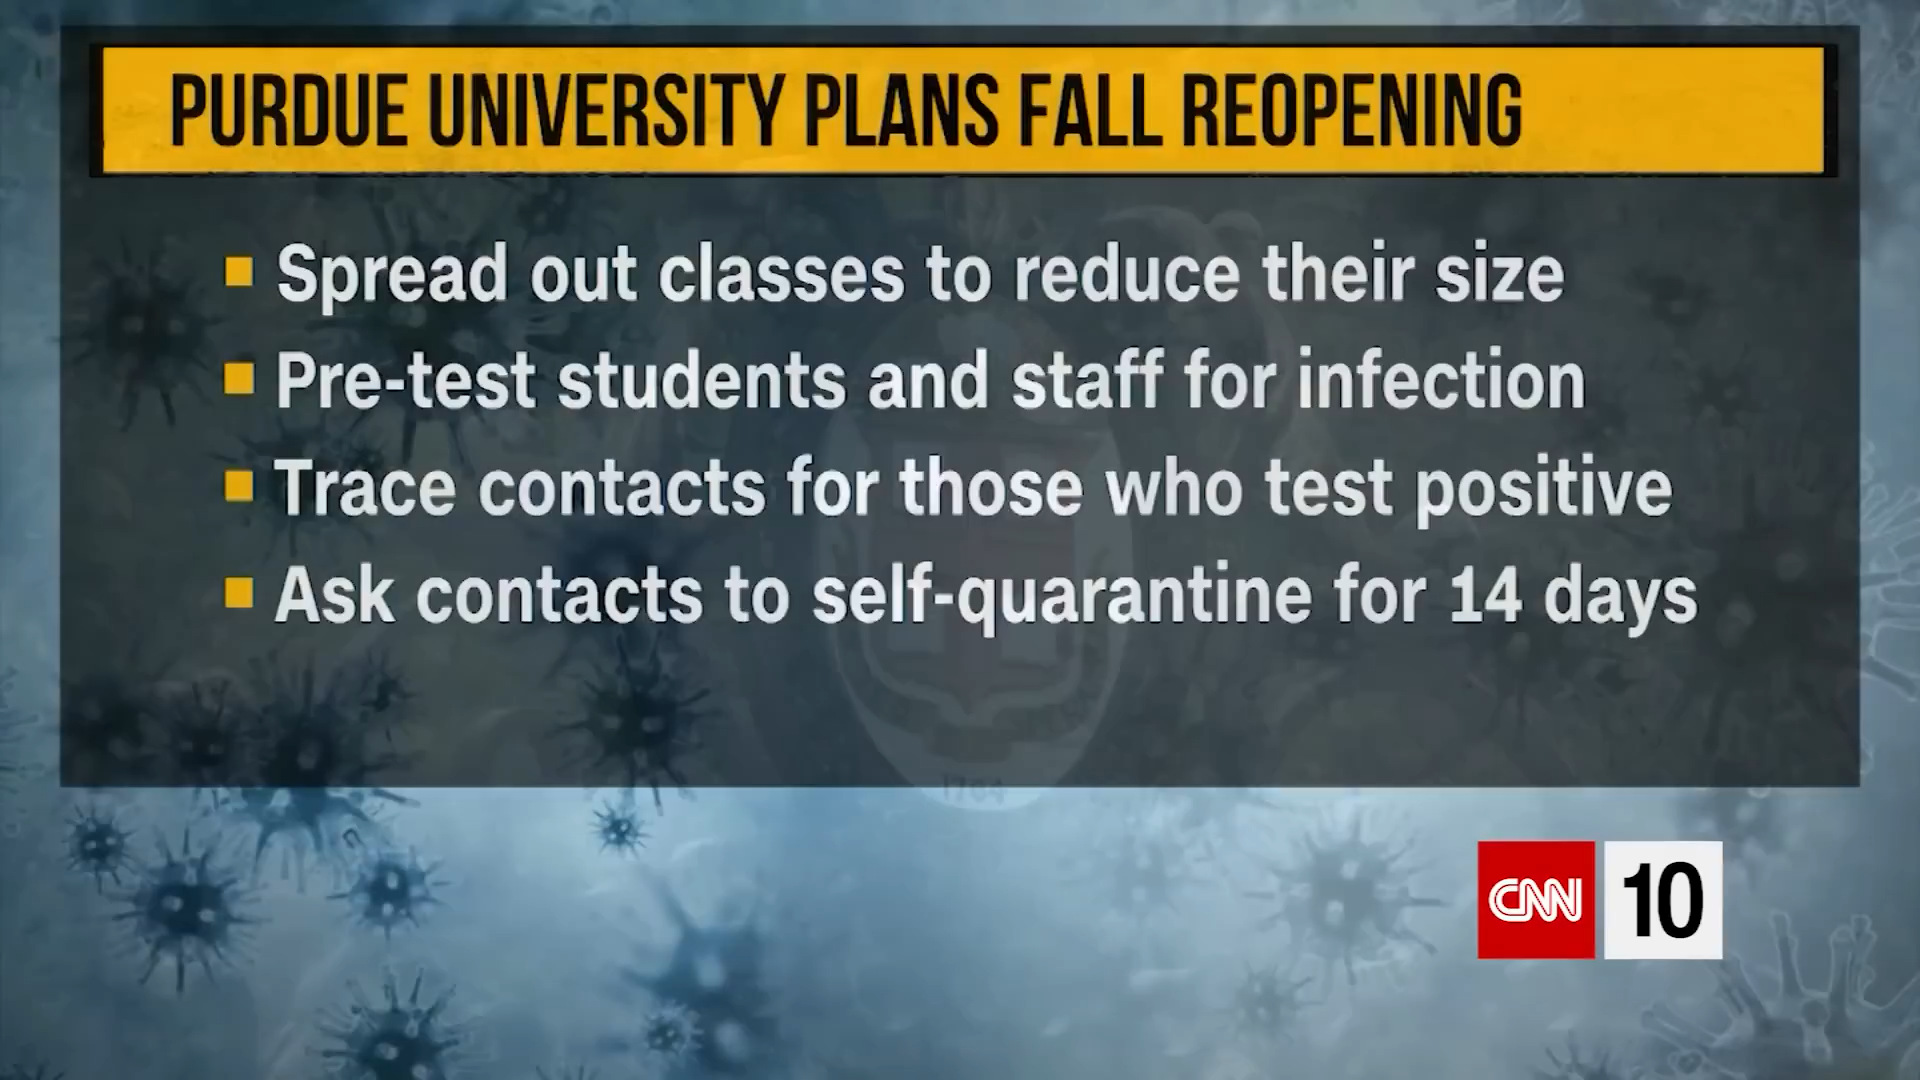 PURDUE UNIVERSITY PLANS FALL REOPENING
Spread out classes to reduce their size
Pre-test students and staff for infection
Trace contacts for those who test positive
Ask contacts to self-quarantine for 14 days
1764
CNN 10